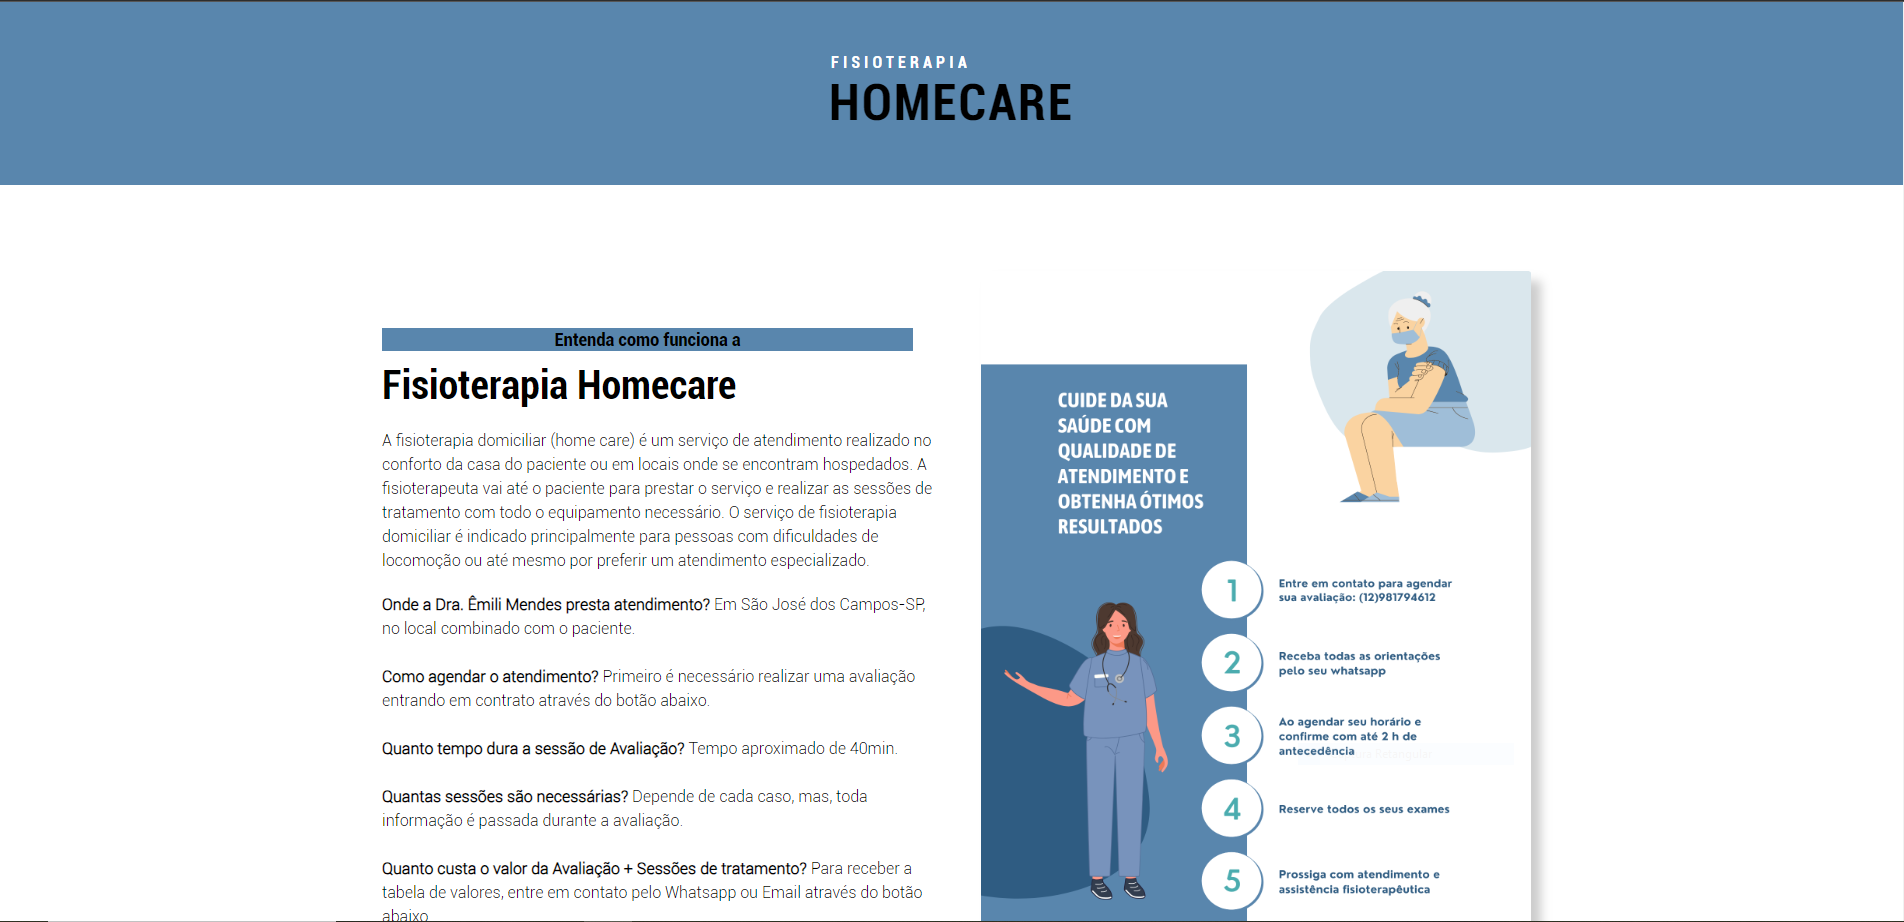 FISIOTERAPIA
HOMECARE
Entenda como funciona a
Fisioterapia Homecare
A fisioterapia domiciliar (home care) é um serviço de atendimento realizado no
conforto da casa do paciente ou em locais onde se encontram hospedados. A
fisioterapeuta vai até o paciente para prestar o serviço e realizar as sessões de
tratamento com todo o equipamento necessário. O serviço de fisioterapia
domiciliar é indicado principalmente para pessoas com dificuldades de
locomoção ou até mesmo por preferir um atendimento especializado.
Onde a Dra. Êmili Mendes presta atendimento? Em São José dos Campos-SP,
no local combinado com o paciente.
Como agendar o atendimento? Primeiro é necessário realizar uma avaliação
entrando em contrato através do botão abaixo.
Quanto tempo dura a sessão de Avaliação? Tempo aproximado de 40min.
Quantas sessões são necessárias? Depende de cada caso, mas, toda
informação é passada durante a avaliação.
Quanto custa o valor da Avaliação + Sessões de tratamento? Para receber a
tabela de valores, entre em contato pelo Whatsapp ou Email através do botão
abaixo.
CUIDE DA SUA
SAÚDE COM
QUALIDADE DE
ATENDIMENTO E
OBTENHA ÓTIMOS
RESULTADOS
1
Entre em contato para agendar
sua avaliação: (12)981794612
2
Receba todas as orientações
pelo seu whatsapp
3
Ao agendar seu horário e
confirme com até 2 h de
antecedência
4
Reserve todos os seus exames
5
Prossiga com atendimento e
assistência fisioterapêutica